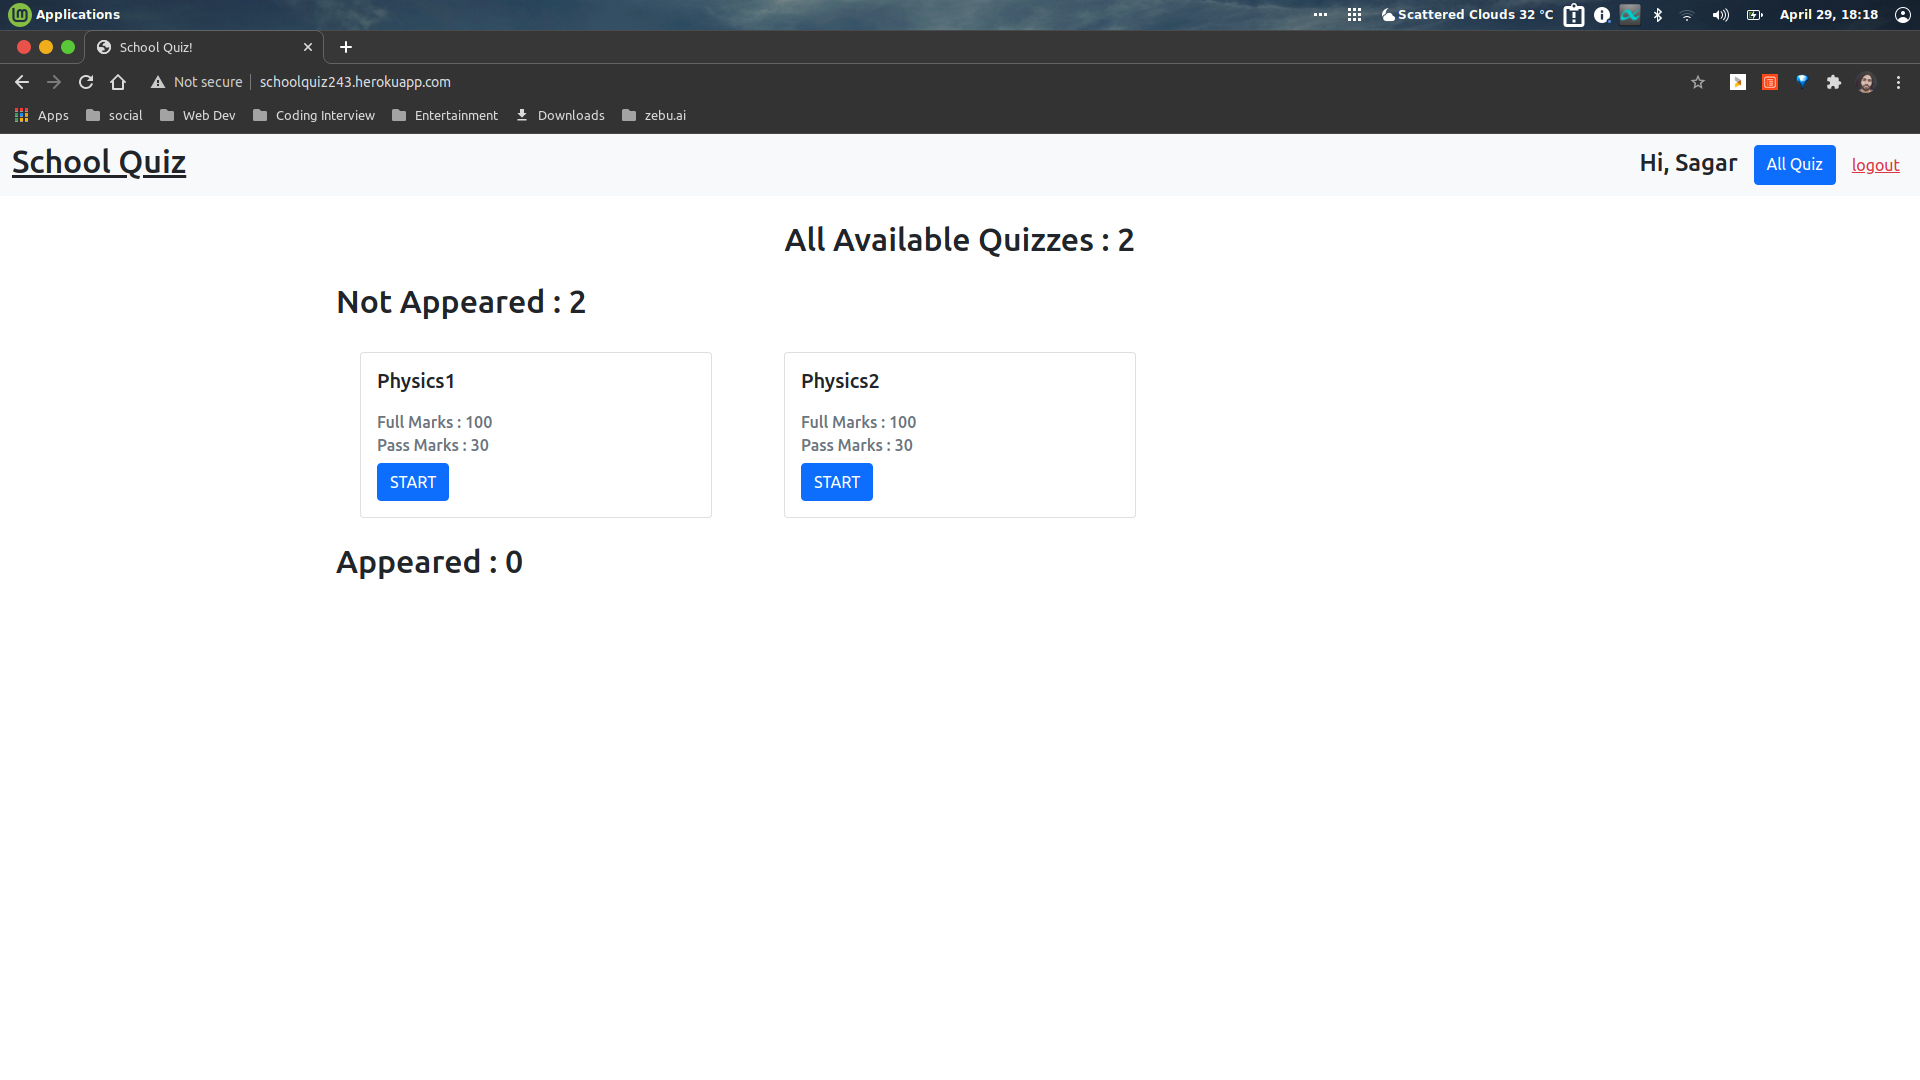 Applications
Scattered Clouds 32 °C
April 29, 18:18
School Quiz!
Not secure
schoolquiz243.herokuapp.com
Apps
social
Web Dev
Coding Interview
Entertainment
Downloads
zebu.ai
School Quiz
Hi, Sagar
All Quiz
logout
All Available Quizzes : 2
Not Appeared : 2
Physics1
Full Marks : 100
Pass Marks : 30
START
Physics2
Full Marks : 100
Pass Marks : 30
START
Appeared : 0